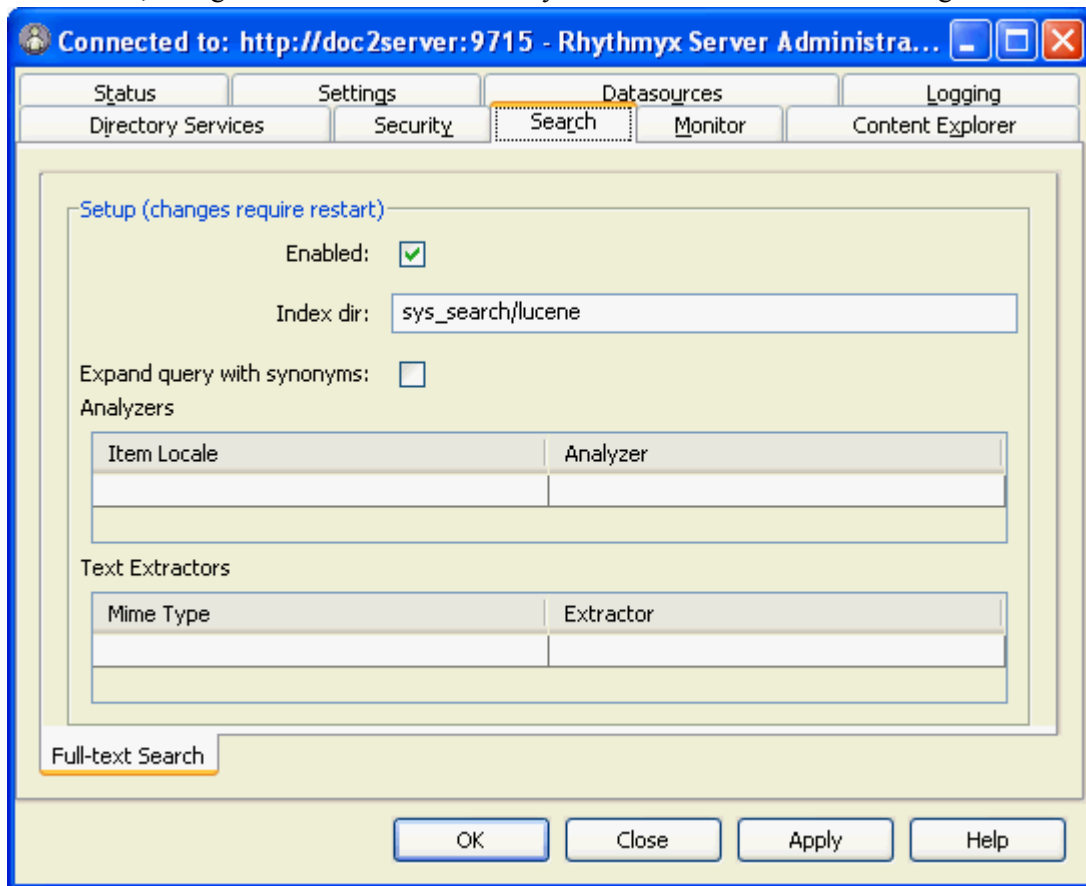 Connected to: http://doc2server:9715 - Rhythmyx Server Administra...
Status Settings Datasources Logging
Directory Services Security Search Monitor Content Explorer
Setup (changes require restart)
Enabled:
Index dir: sys_search/lucene
Expand query with synonyms:
Analyzers
Item Locale Analyzer
Text Extractors
Mime Type Extractor
Full-text Search
OK Close Apply Help